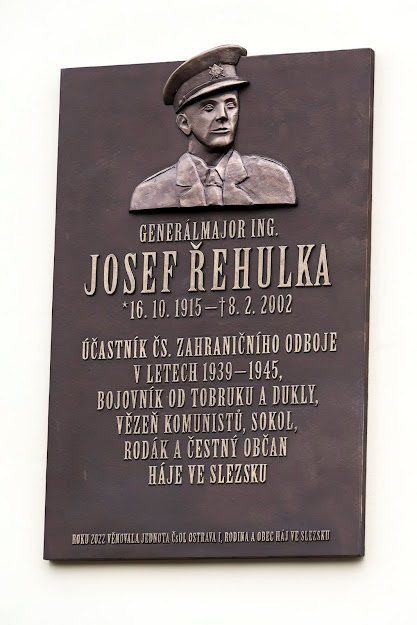 GENERÁLMAJOR ING.
JOSEF ŘEHULKA
*16. 10. 1915–†8. 2. 2002
ÚČASTNÍK ČS. ZAHRANIČNÍHO ODBOJE
V LETECH 1939–1945,
BOJOVNÍK OD TOBRUKU A DUKLY,
VĚZEŇ KOMUNISTŮ, SOKOL,
RODÁK A ČESTNÝ OBČAN
HÁJE VE SLEZSKU
ROKU 2022 VĚNOVALA JEDNOTA ČSOL OSTRAVA I, RODINA A OBEC HÁJ VE SLEZSKU